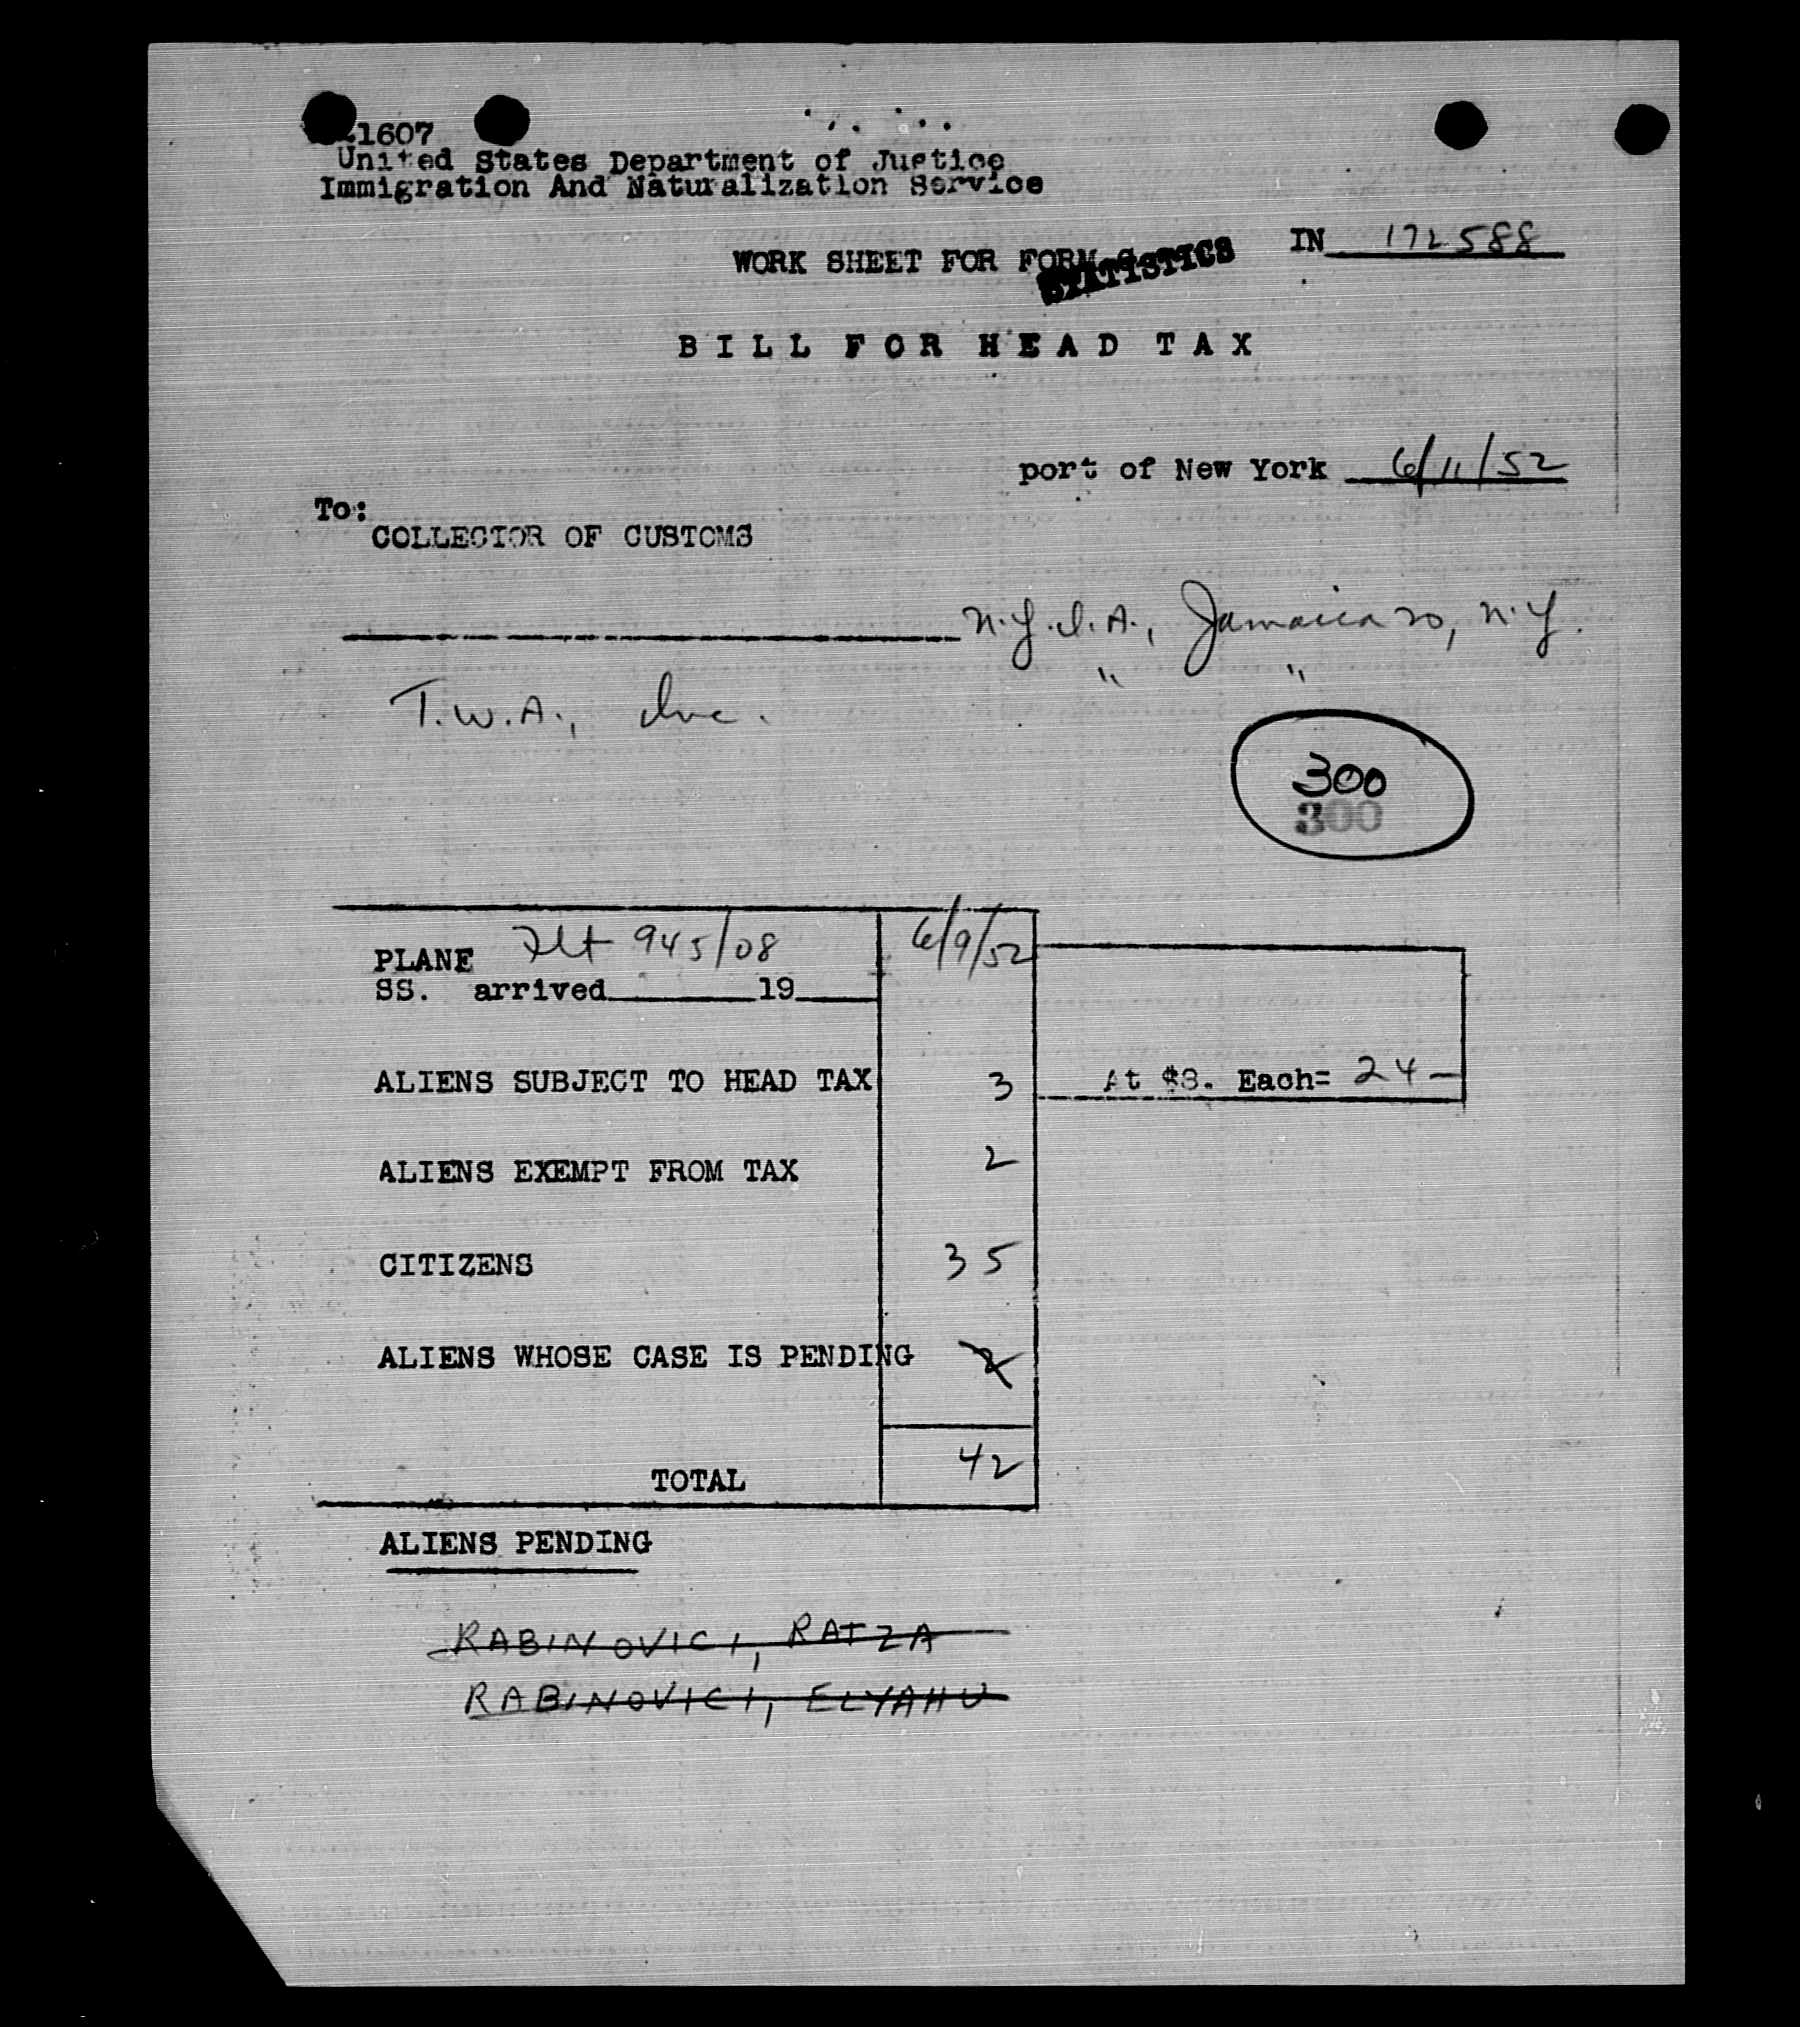 .1607
United States Department of Justice
Immigration And Naturalization Service
WORK SHEET FOR FORM
STATISTICS
IN 172588
BILL FOR HEAD TAX
port of New York 6/11/52
To:
COLLECTOR OF CUSTOMS
N.Y.I.A., Jamaica 20, N.Y.
" "
T.W.A., Inc.
300
300
PLANE Flt 945/08 6/9/52
SS. arrived 19
ALIENS SUBJECT TO HEAD TAX 3 At $8. Each= 24 –
ALIENS EXEMPT FROM TAX 2
CITIZENS 35
ALIENS WHOSE CASE IS PENDING 2
TOTAL 42
ALIENS PENDING
RABINOVICI, RATZA
RABINOVICI, ELYAHU